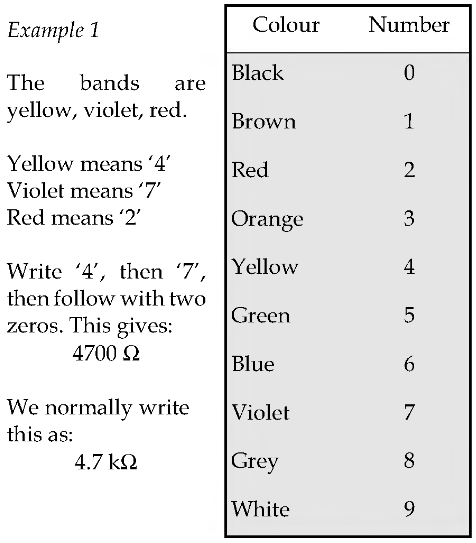 Example 1
The bands are
yellow, violet, red.
Yellow means ‘4’
Violet means ‘7’
Red means ‘2’
Write ‘4’, then ‘7’,
then follow with two
zeros. This gives:
4700 Ω
We normally write
this as:
4.7 kΩ
Colour Number
Black 0
Brown 1
Red 2
Orange 3
Yellow 4
Green 5
Blue 6
Violet 7
Grey 8
White 9